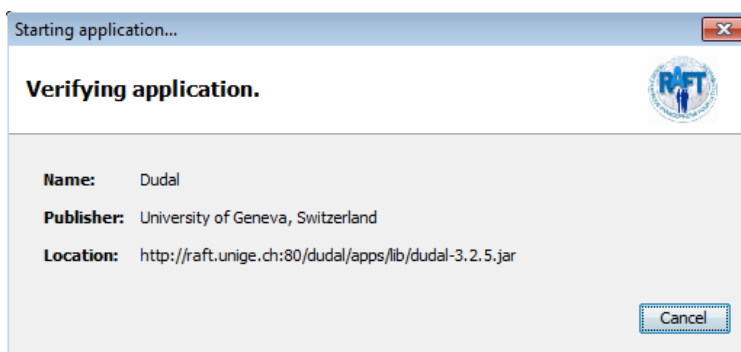 Starting application...
Verifying application.
RAFT
Name: Dudal
Publisher: University of Geneva, Switzerland
Location: http://raft.unige.ch:80/dudal/apps/lib/dudal-3.2.5.jar
Cancel